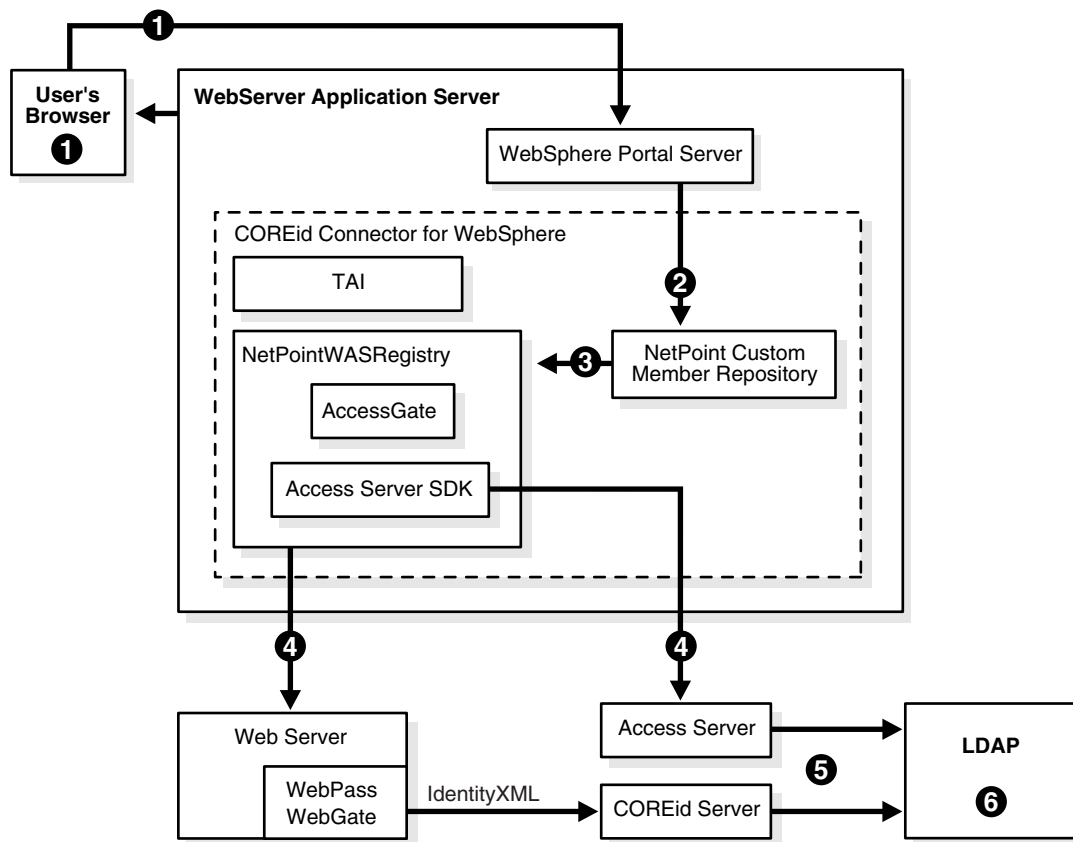 1
User's
Browser
1
WebServer Application Server
WebSphere Portal Server
COREid Connector for WebSphere
TAI
2
NetPointWASRegistry
3
NetPoint Custom
Member Repository
AccessGate
Access Server SDK
4
4
Web Server
WebPass
WebGate
IdentityXML
Access Server
COREid Server
5
LDAP
6